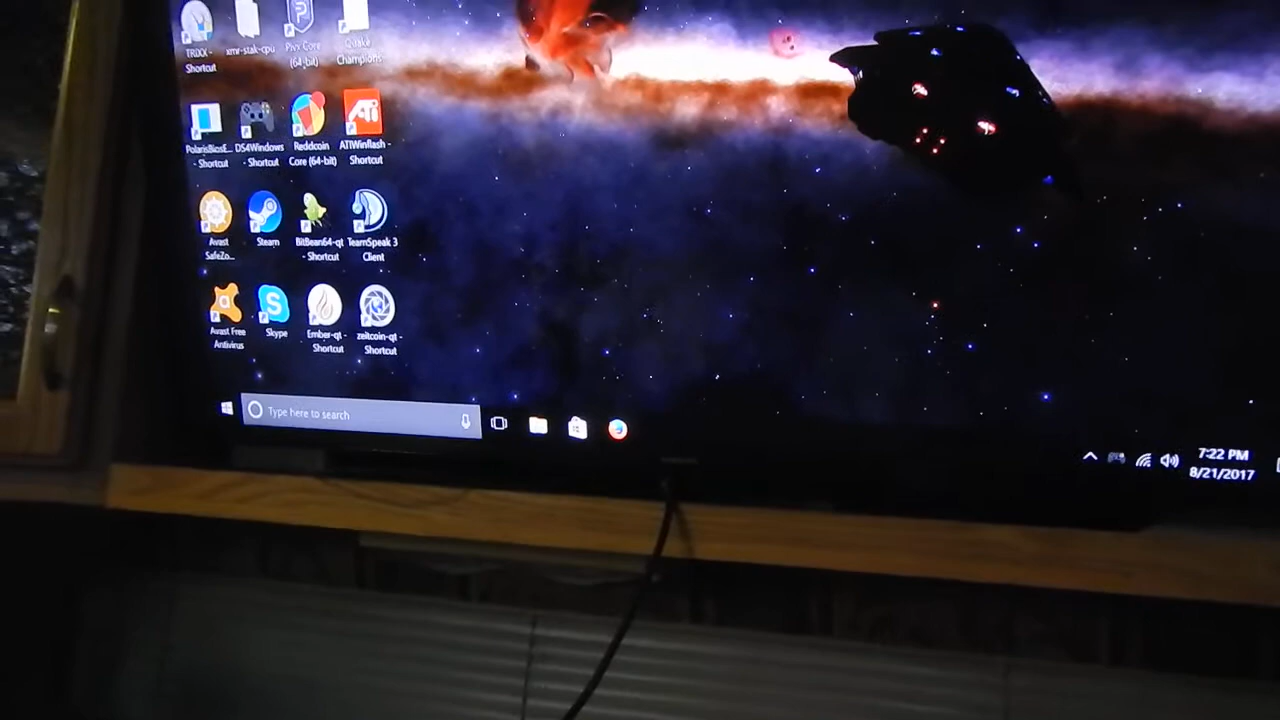 TRIXX -
Shortcut
xmr-stak-cpu
Pivx Core
(64-bit)
Quake
Champions
PolarisBiosE...
- Shortcut
DS4Windows
- Shortcut
Reddcoin
Core (64-bit)
ATI
ATIWinflash -
Shortcut
Avast
SafeZo...
Steam
BitBean64-qt
- Shortcut
TeamSpeak 3
Client
Avast Free
Antivirus
Skype
Ember-qt -
Shortcut
zeitcoin-qt -
Shortcut
Type here to search
7:22 PM
8/21/2017